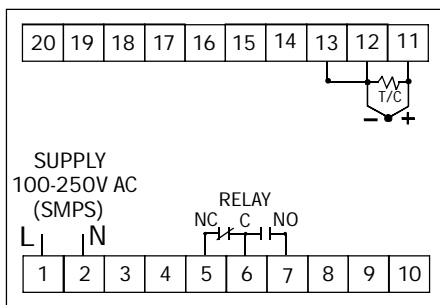 20 19 18 17 16 15 14 13 12 11
T/C
– +
SUPPLY
100-250V AC
(SMPS)
L N
RELAY
NC C NO
1 2 3 4 5 6 7 8 9 10